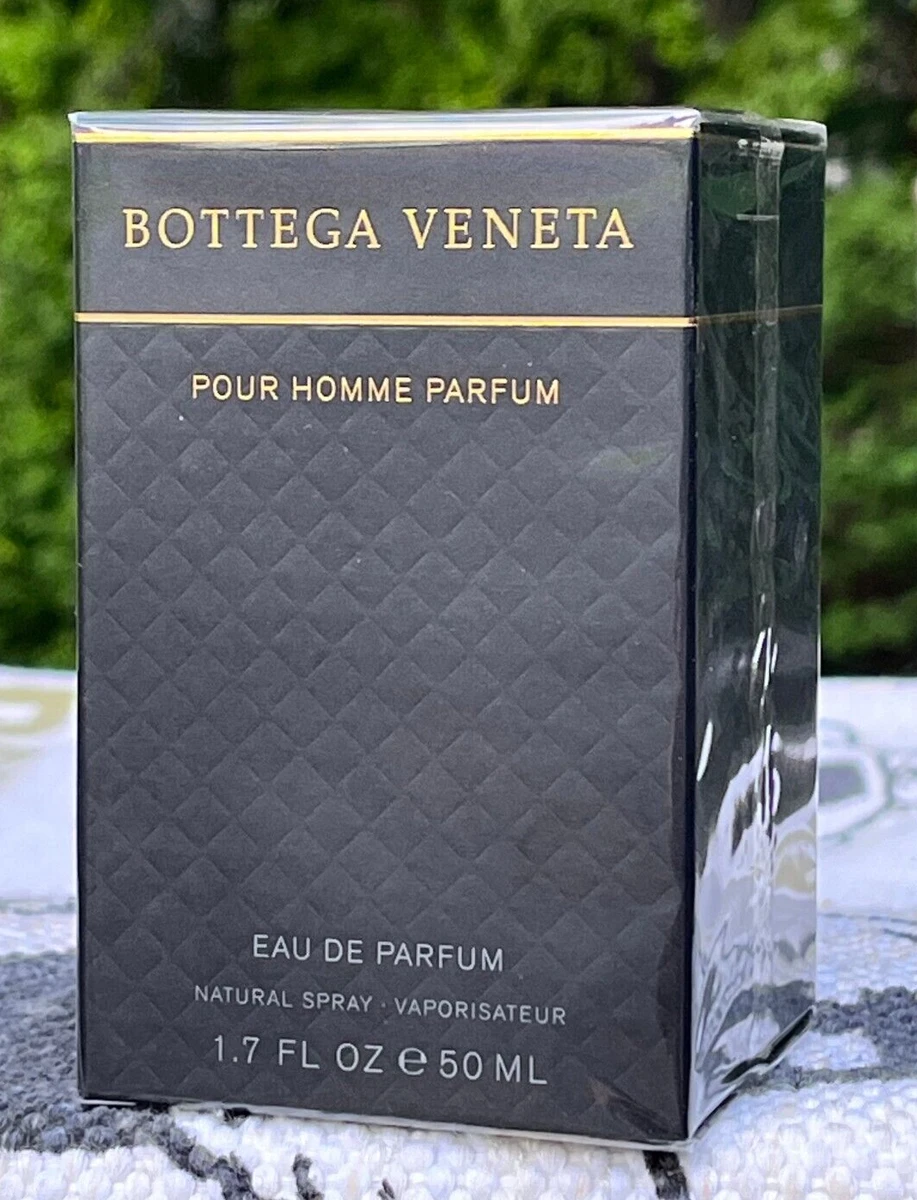 BOTTEGA VENETA
POUR HOMME PARFUM
EAU DE PARFUM
NATURAL SPRAY · VAPORISATEUR
1.7 FL OZ ℮ 50 ML